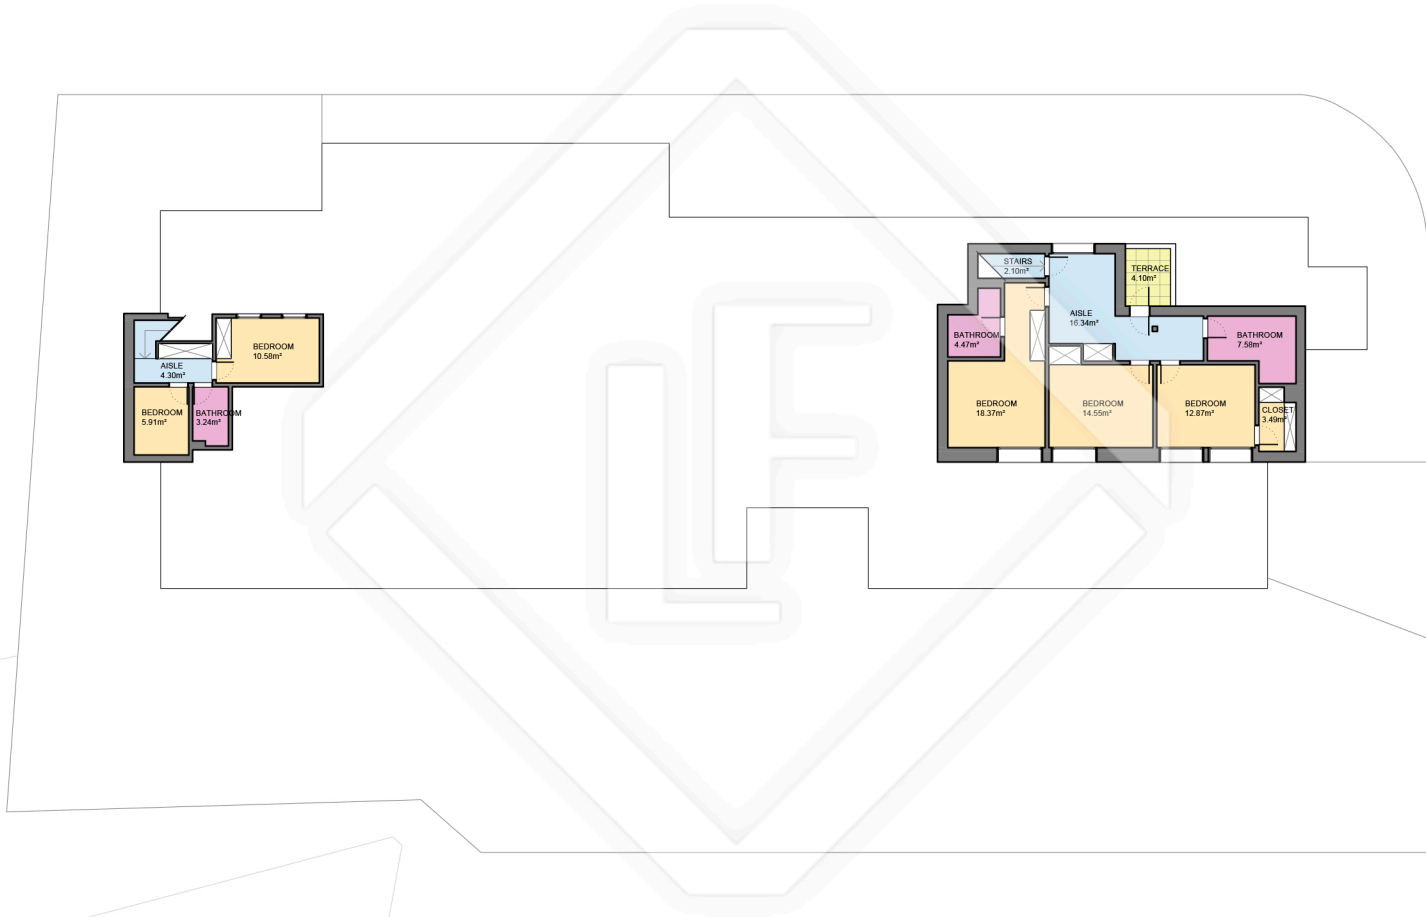 STAIRS
2.10m²
TERRACE
4.10m²
AISLE
16.34m²
BATHROOM
4.47m²
BATHROOM
7.58m²
BEDROOM
10.58m²
AISLE
4.30m²
BEDROOM
5.91m²
BATHROOM
3.24m²
BEDROOM
18.37m²
BEDROOM
14.55m²
BEDROOM
12.87m²
CLOSET
3.49m²
LF